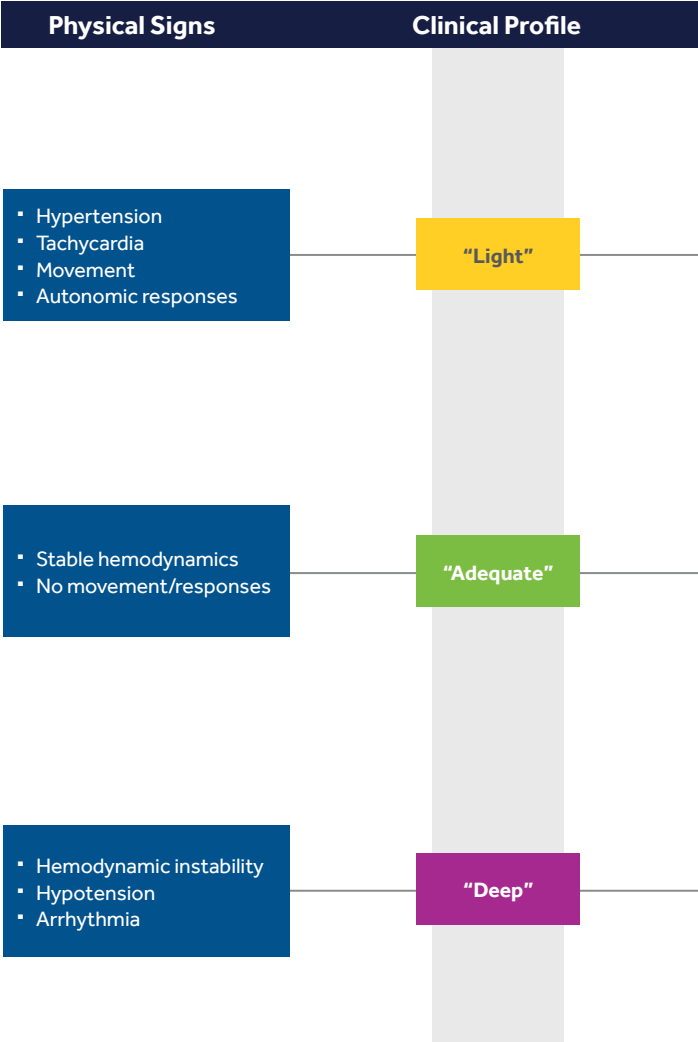 Physical Signs
Clinical Profile
▪ Hypertension
▪ Tachycardia
▪ Movement
▪ Autonomic responses
“Light”
▪ Stable hemodynamics
▪ No movement/responses
“Adequate”
▪ Hemodynamic instability
▪ Hypotension
▪ Arrhythmia
“Deep”